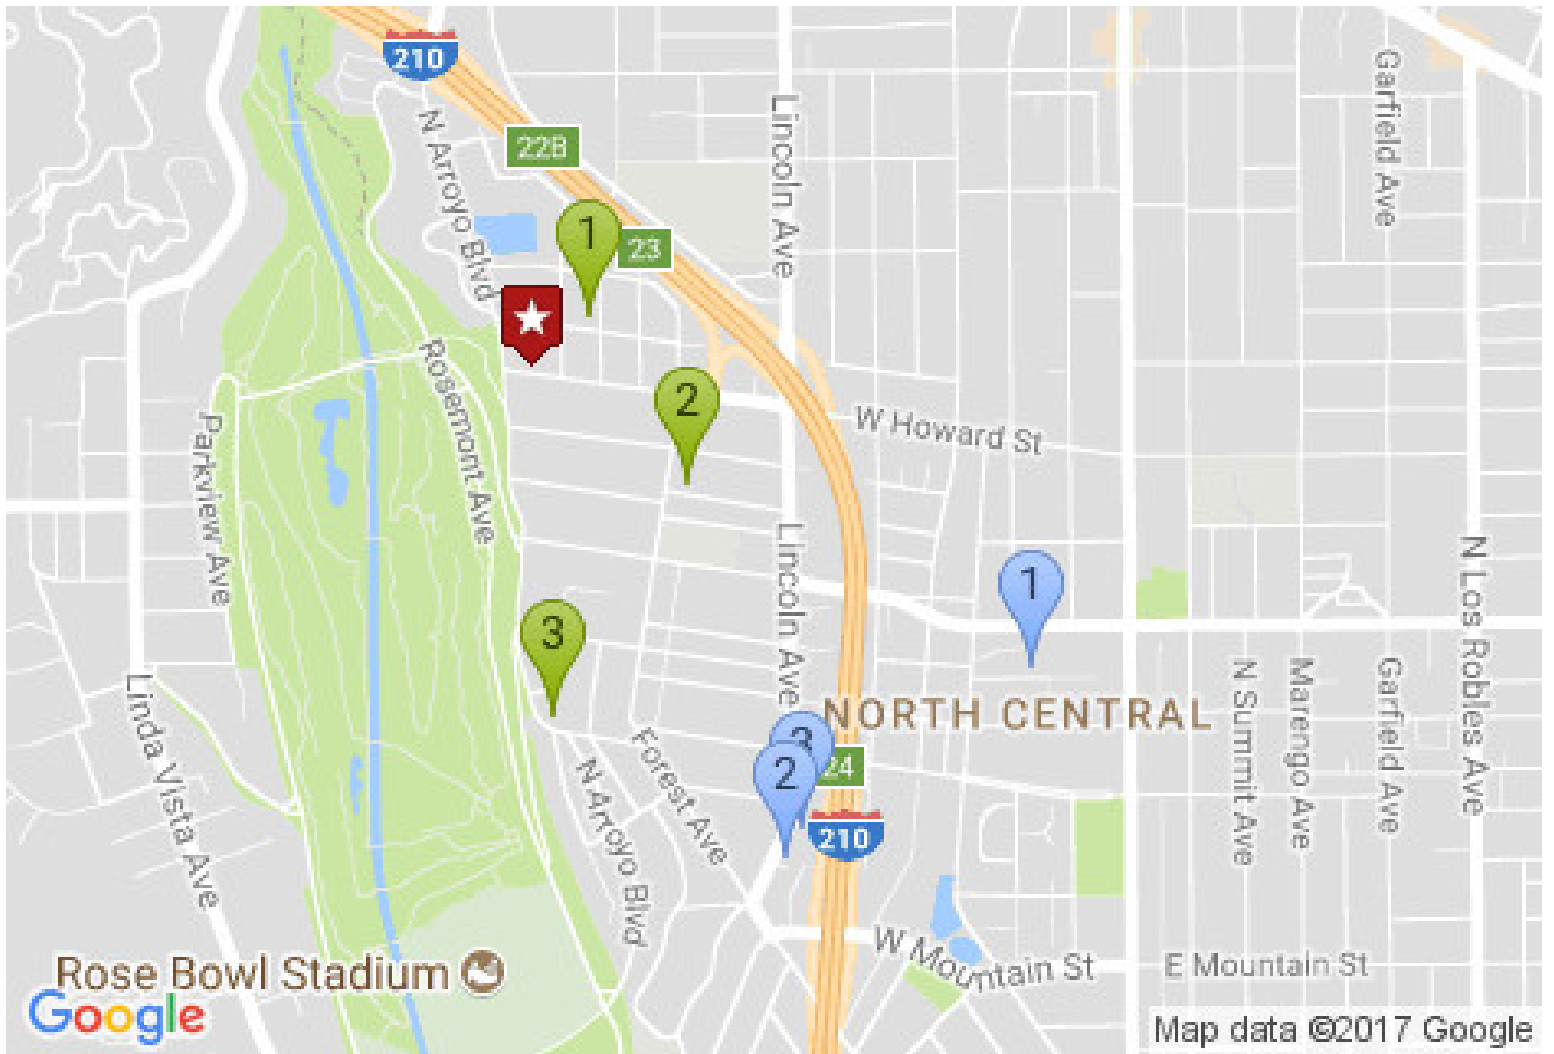 210
N Arroyo Blvd
22B
Lincoln Ave
Garfield Ave
1
23
Rosemont Ave
2
W Howard St
Parkview Ave
Lincoln Ave
N Los Robles Ave
1
3
Linda Vista Ave
NORTH CENTRAL
N Summit Ave
Marengo Ave
Garfield Ave
N Arroyo Blvd
Forest Ave
2
24
210
W Mountain St
E Mountain St
Rose Bowl Stadium
Google
Map data ©2017 Google